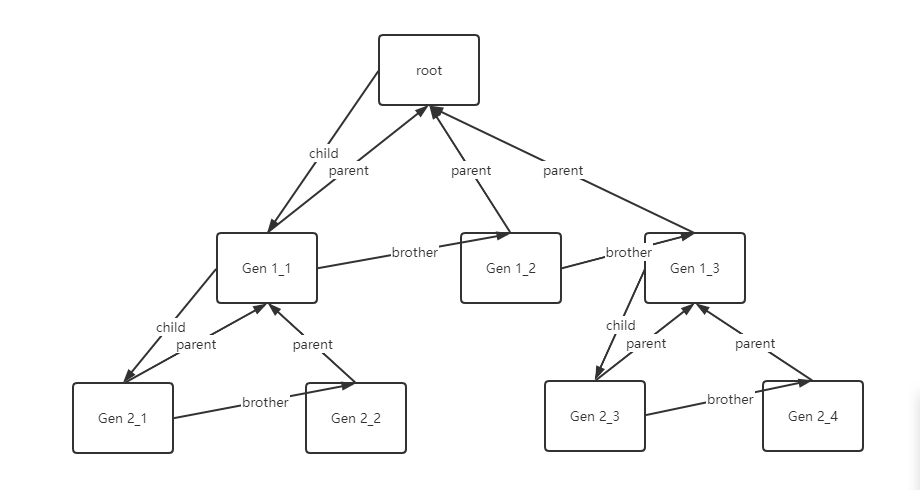 root
child
parent
parent
parent
brother
brother
Gen 1_1
Gen 1_2
Gen 1_3
child
parent
parent
child
parent
parent
brother
brother
Gen 2_1
Gen 2_2
Gen 2_3
Gen 2_4